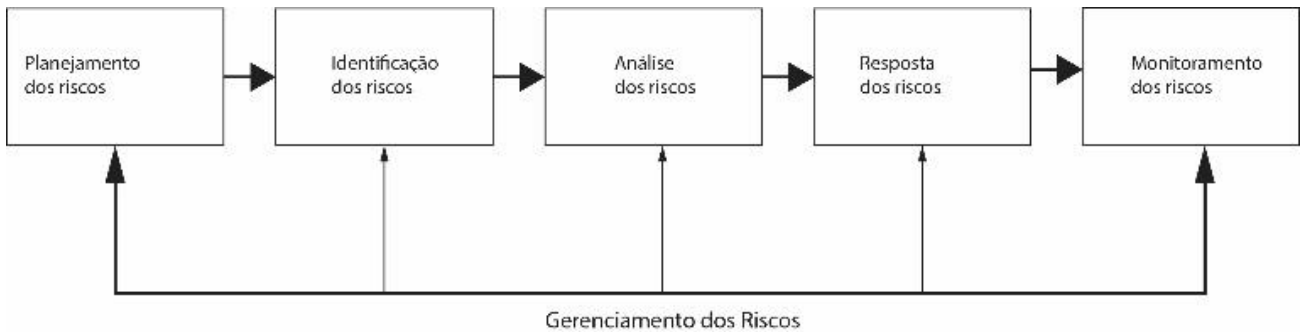 Planejamento
dos riscos
Identificação
dos riscos
Análise
dos riscos
Resposta
dos riscos
Monitoramento
dos riscos
Gerenciamento dos Riscos